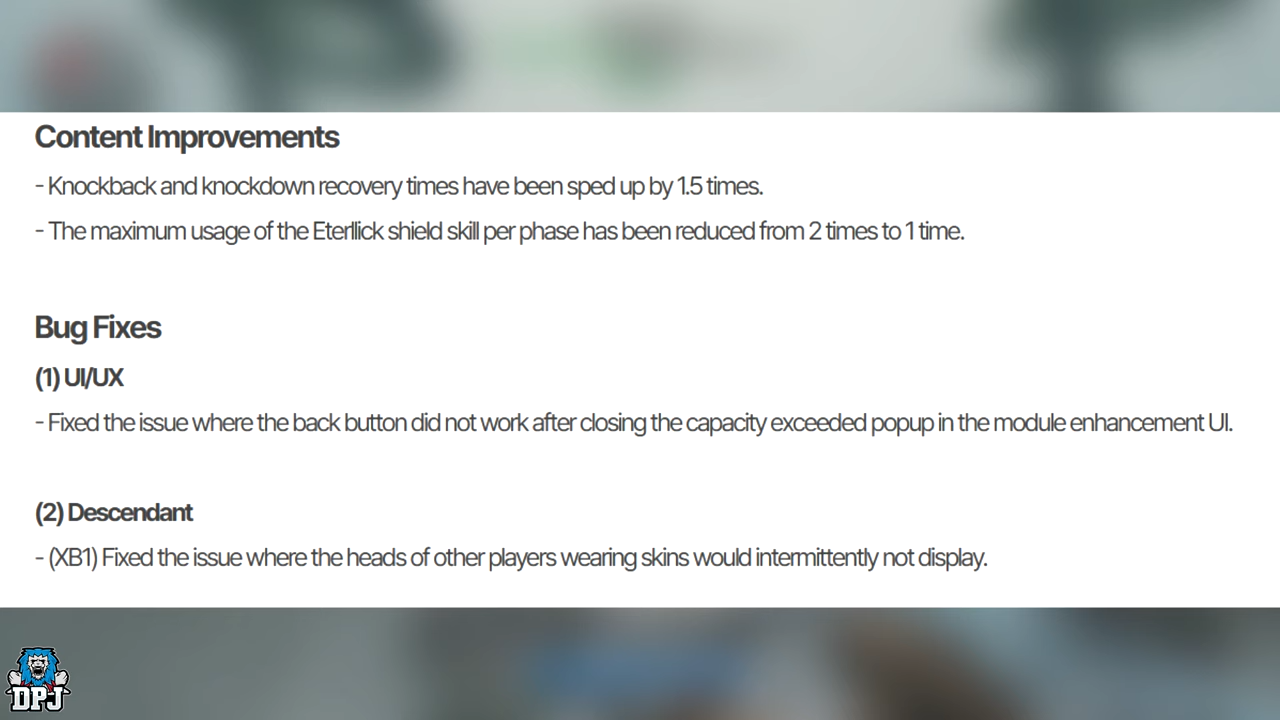 Content Improvements
- Knockback and knockdown recovery times have been sped up by 1.5 times.
- The maximum usage of the Eterllick shield skill per phase has been reduced from 2 times to 1 time.
Bug Fixes
(1) UI/UX
- Fixed the issue where the back button did not work after closing the capacity exceeded popup in the module enhancement UI.
(2) Descendant
- (XB1) Fixed the issue where the heads of other players wearing skins would intermittently not display.
DPJ